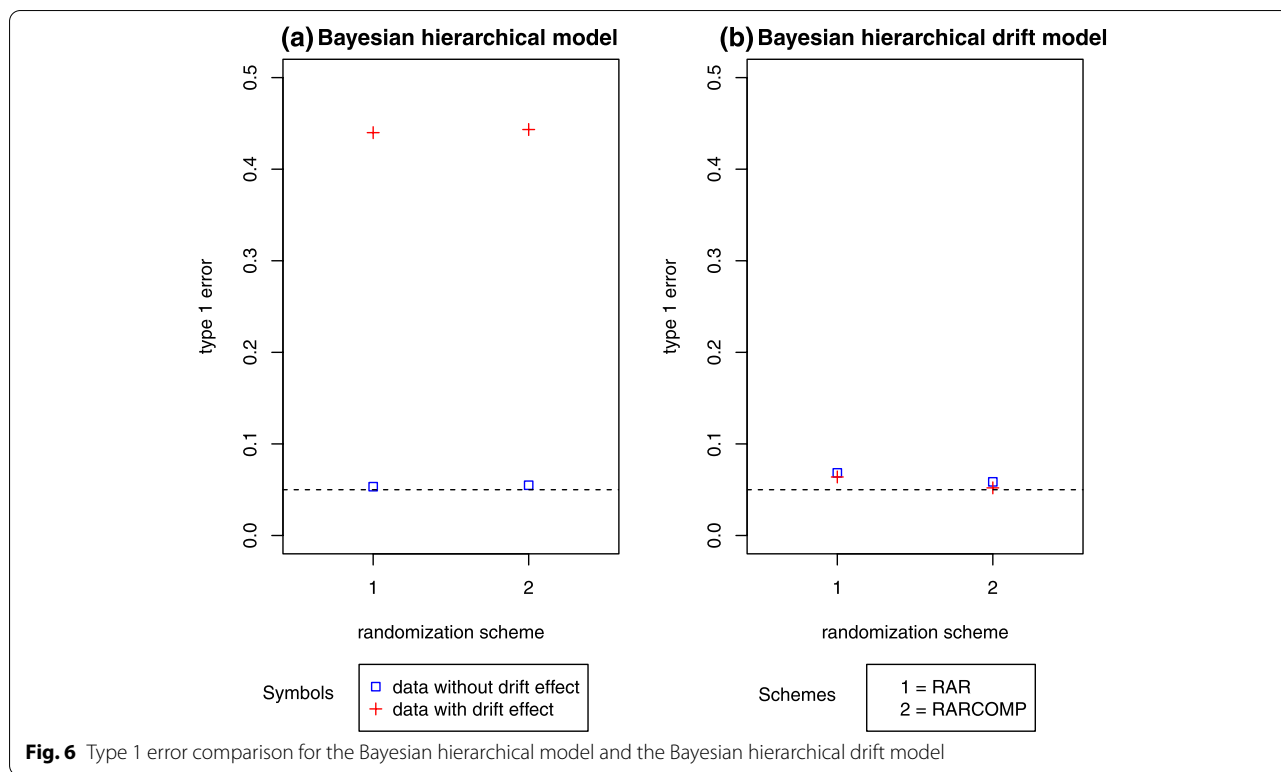 (a) Bayesian hierarchical model
(b) Bayesian hierarchical drift model
type 1 error
0.5
0.4
0.3
0.2
0.1
0.0
1
2
randomization scheme
type 1 error
0.5
0.4
0.3
0.2
0.1
0.0
1
2
randomization scheme
Symbols
data without drift effect
data with drift effect
Schemes
1 = RAR
2 = RARCOMP
Fig. 6 Type 1 error comparison for the Bayesian hierarchical model and the Bayesian hierarchical drift model